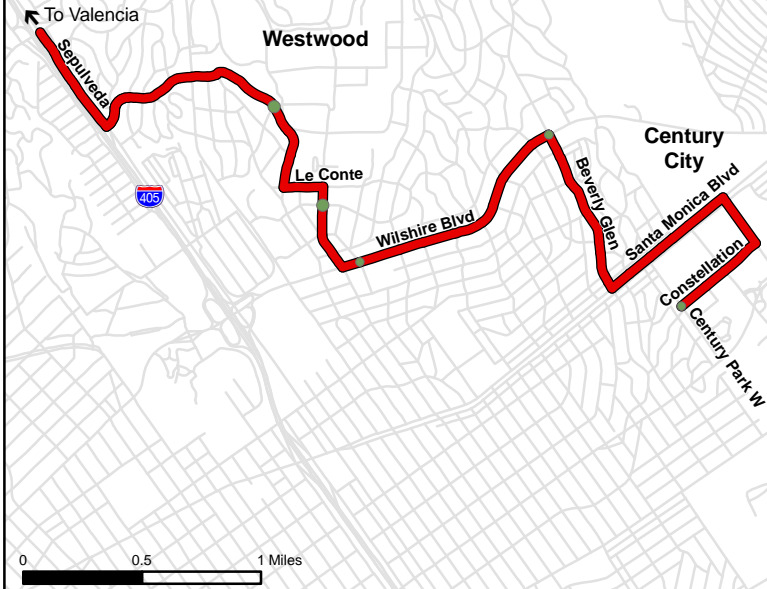 To Valencia
Westwood
Sepulveda
Century
City
Le Conte
405
Beverly Glen
Santa Monica Blvd
Wilshire Blvd
Constellation
Century Park W
0 0.5 1 Miles